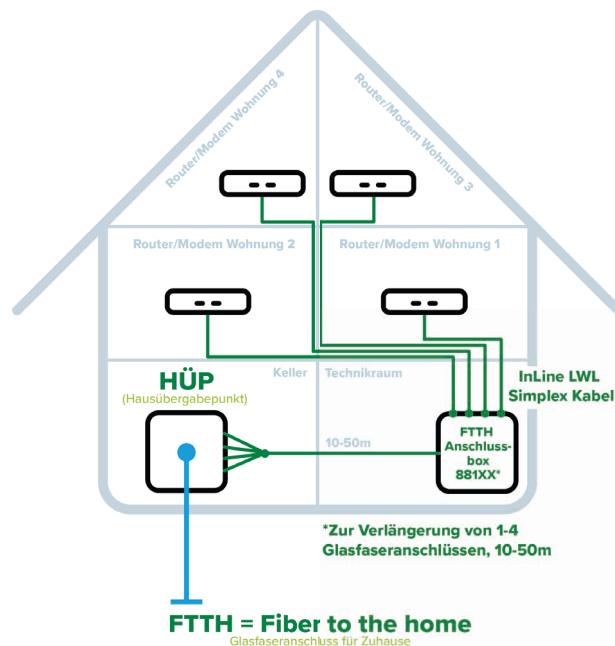 Router/Modem Wohnung 4
Router/Modem Wohnung 3
Router/Modem Wohnung 2
Router/Modem Wohnung 1
HÜP
(Hausübergabepunkt)
Keller
Technikraum
InLine LWL
Simplex Kabel
10-50m
FTTH
Anschluss-
box
881XX*
*Zur Verlängerung von 1-4
Glasfaseranschlüssen, 10-50m
FTTH = Fiber to the home
Glasfaseranschluss für Zuhause